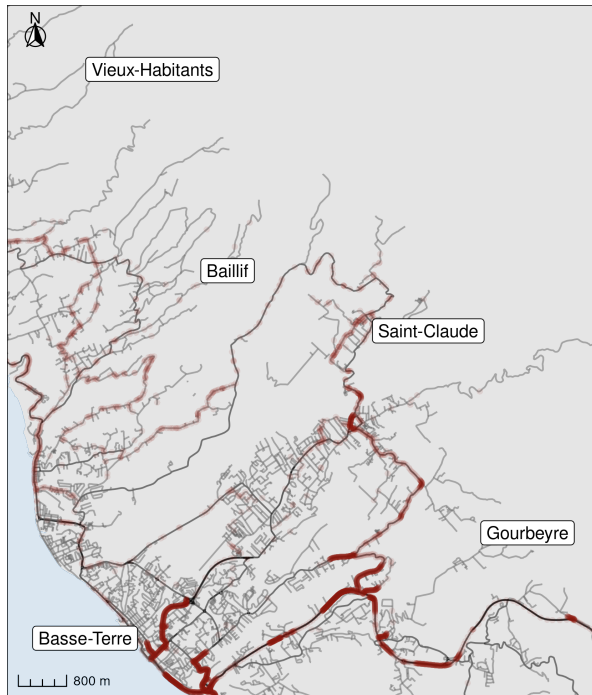 N
Vieux-Habitants
Baillif
Saint-Claude
Gourbeyre
Basse-Terre
800 m